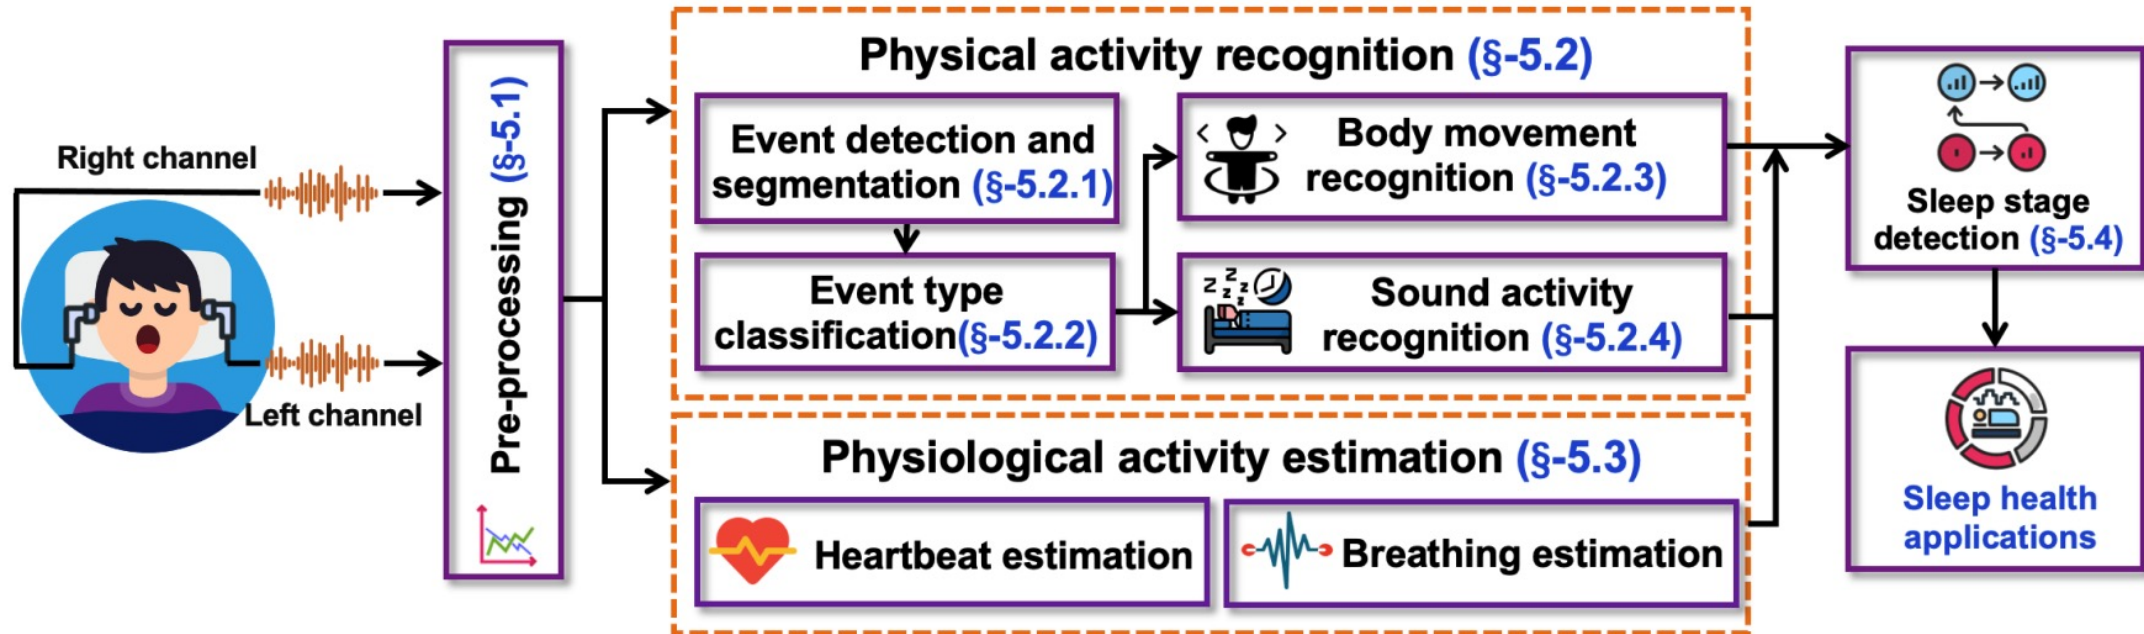 Right channel
Left channel
Pre-processing (§-5.1)
Physical activity recognition (§-5.2)
Event detection and
segmentation (§-5.2.1)
Event type
classification(§-5.2.2)
Body movement
recognition (§-5.2.3)
Sound activity
recognition (§-5.2.4)
Physiological activity estimation (§-5.3)
Heartbeat estimation
Breathing estimation
Sleep stage
detection (§-5.4)
Sleep health
applications